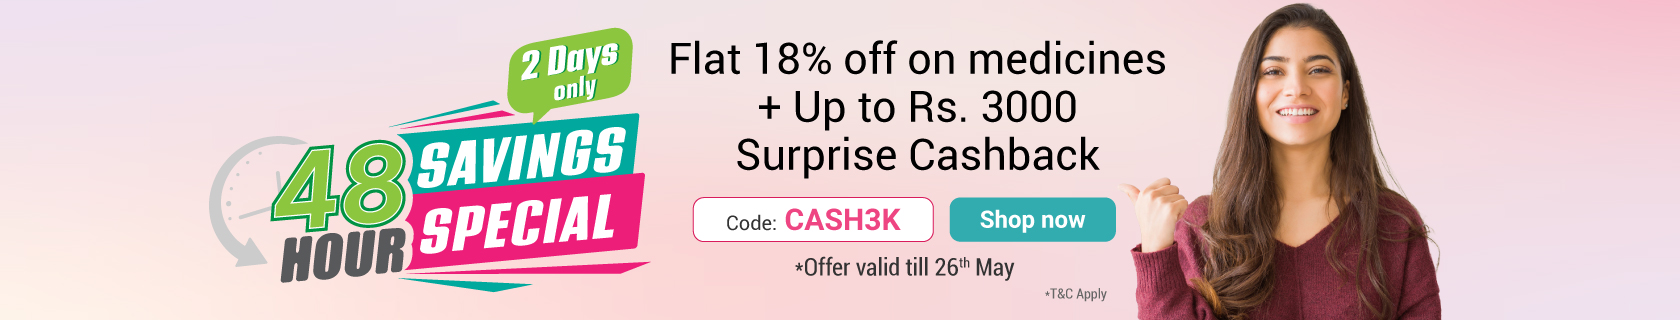 2 Days
only
48
HOUR
SAVINGS
SPECIAL
Flat 18% off on medicines
+ Up to Rs. 3000
Surprise Cashback
Code: CASH3K
Shop now
*Offer valid till 26th May
*T&C Apply